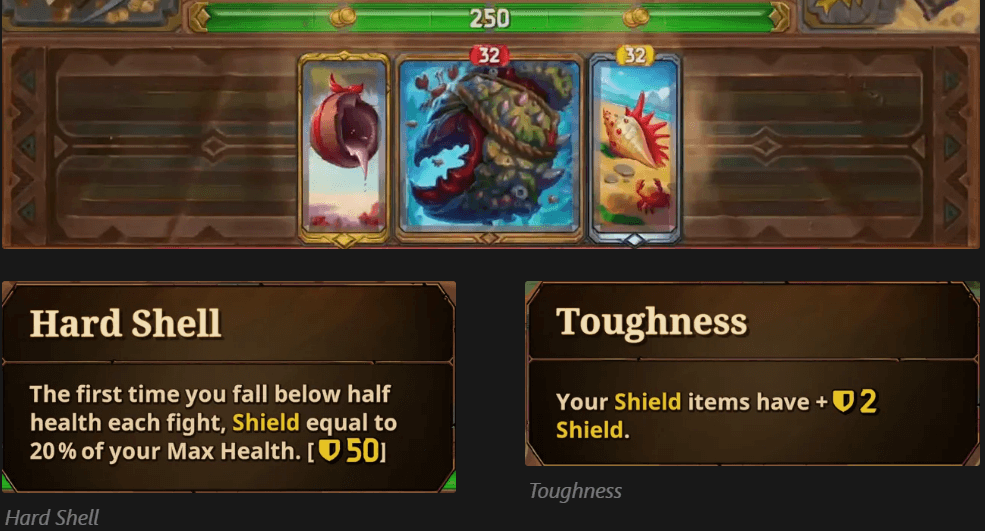 250
32
32
Hard Shell
The first time you fall below half
health each fight, Shield equal to
20% of your Max Health. [ 50]
Hard Shell
Toughness
Your Shield items have + 2
Shield.
Toughness